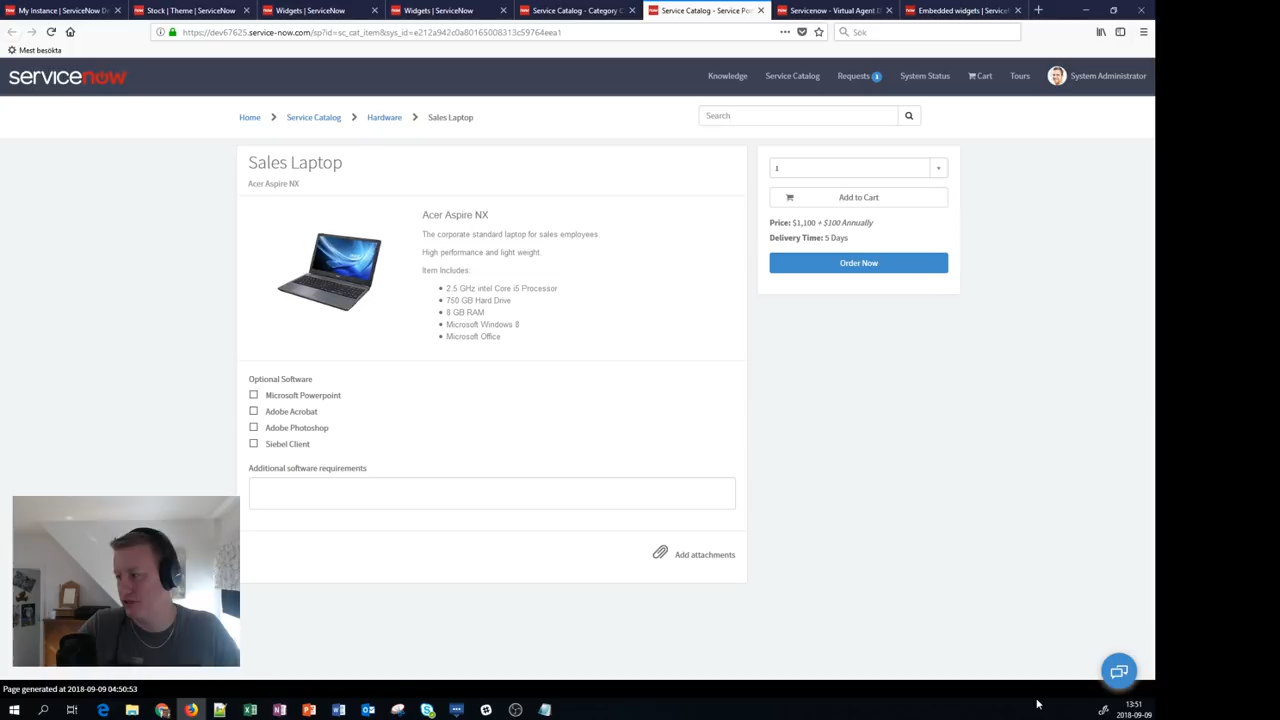 My Instance | ServiceNow De
Stock | Theme | ServiceNow
Widgets | ServiceNow
Widgets | ServiceNow
Service Catalog - Category C
Service Catalog - Service Por
Servicenow - Virtual Agent D
Embedded widgets | Service
https://dev67625.service-now.com/sp?id=sc_cat_item&sys_id=e212a942c0a80165008313c59764eea1
Sök
Mest besökta
servicenow
Knowledge
Service Catalog
Requests 1
System Status
Cart
Tours
System Administrator
Home > Service Catalog > Hardware > Sales Laptop
Search
Sales Laptop
Acer Aspire NX
Acer Aspire NX
The corporate standard laptop for sales employees.
High performance and light weight.
Item Includes:
• 2.5 GHz intel Core i5 Processor
• 750 GB Hard Drive
• 8 GB RAM
• Microsoft Windows 8
• Microsoft Office
1
Add to Cart
Price: $1,100 + $100 Annually
Delivery Time: 5 Days
Order Now
Optional Software
Microsoft Powerpoint
Adobe Acrobat
Adobe Photoshop
Siebel Client
Additional software requirements
Add attachments
Page generated at 2018-09-09 04:50:53
13:51
2018-09-09